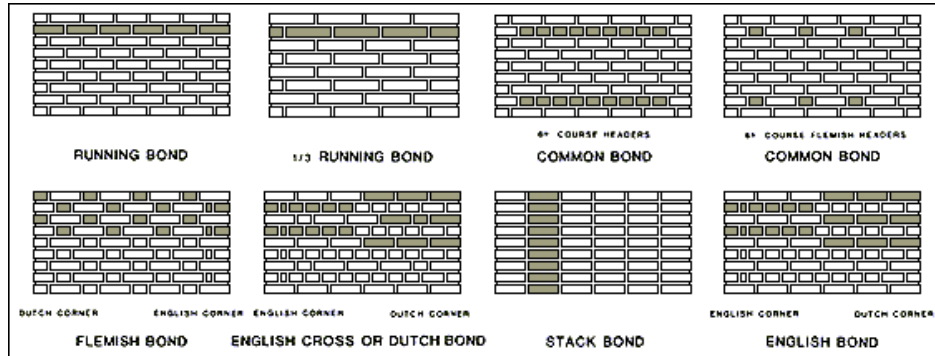 6th COURSE HEADERS
6th COURSE FLEMISH HEADERS
RUNNING BOND
1/3 RUNNING BOND
COMMON BOND
COMMON BOND
DUTCH CORNER
ENGLISH CORNER
ENGLISH CORNER
DUTCH CORNER
ENGLISH CORNER
DUTCH CORNER
FLEMISH BOND
ENGLISH CROSS OR DUTCH BOND
STACK BOND
ENGLISH BOND